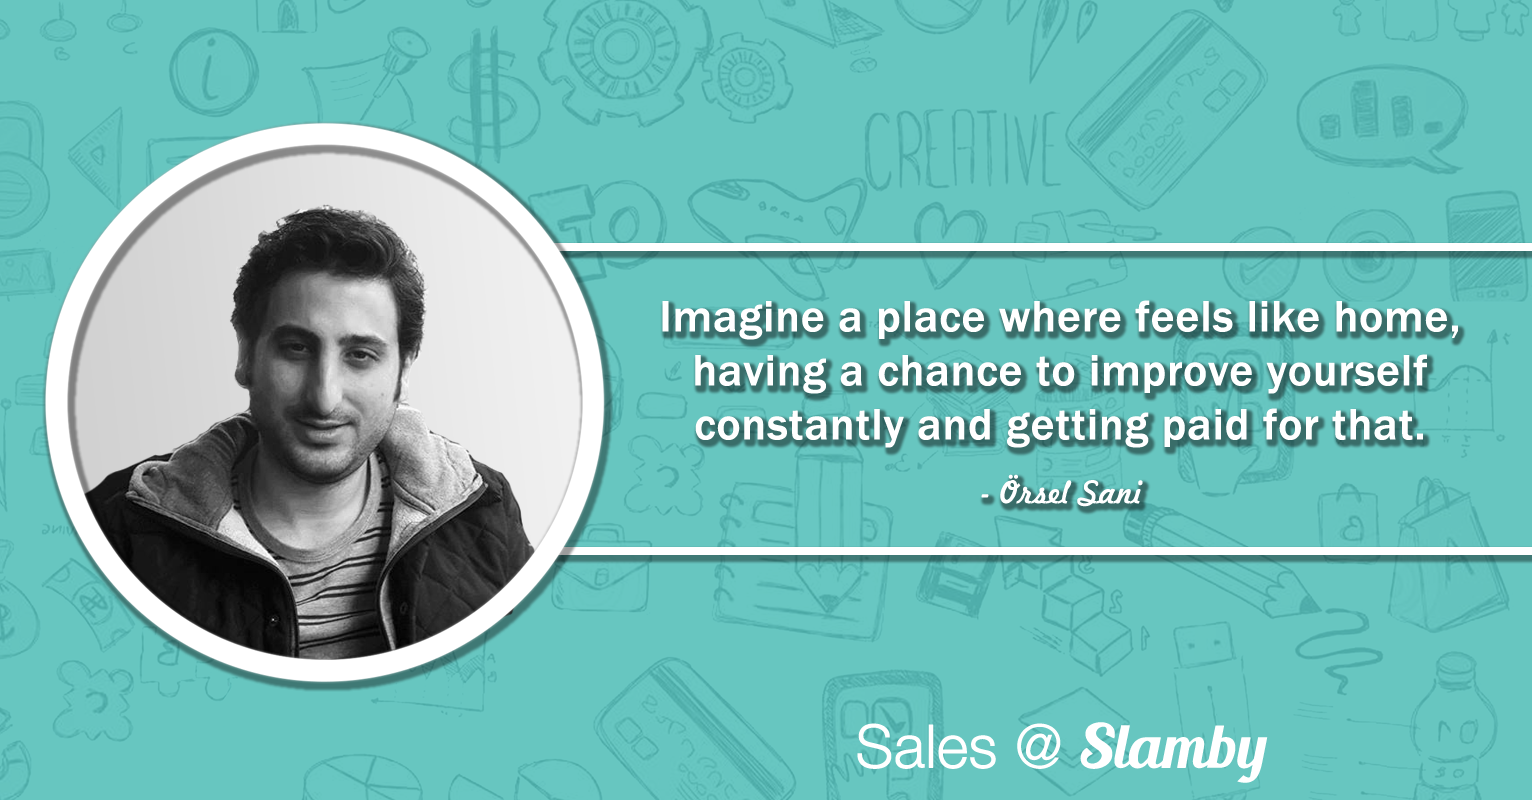 CREATIVE
Imagine a place where feels like home,
having a chance to improve yourself
constantly and getting paid for that.
- Örsel Sani
Sales @ Slamby